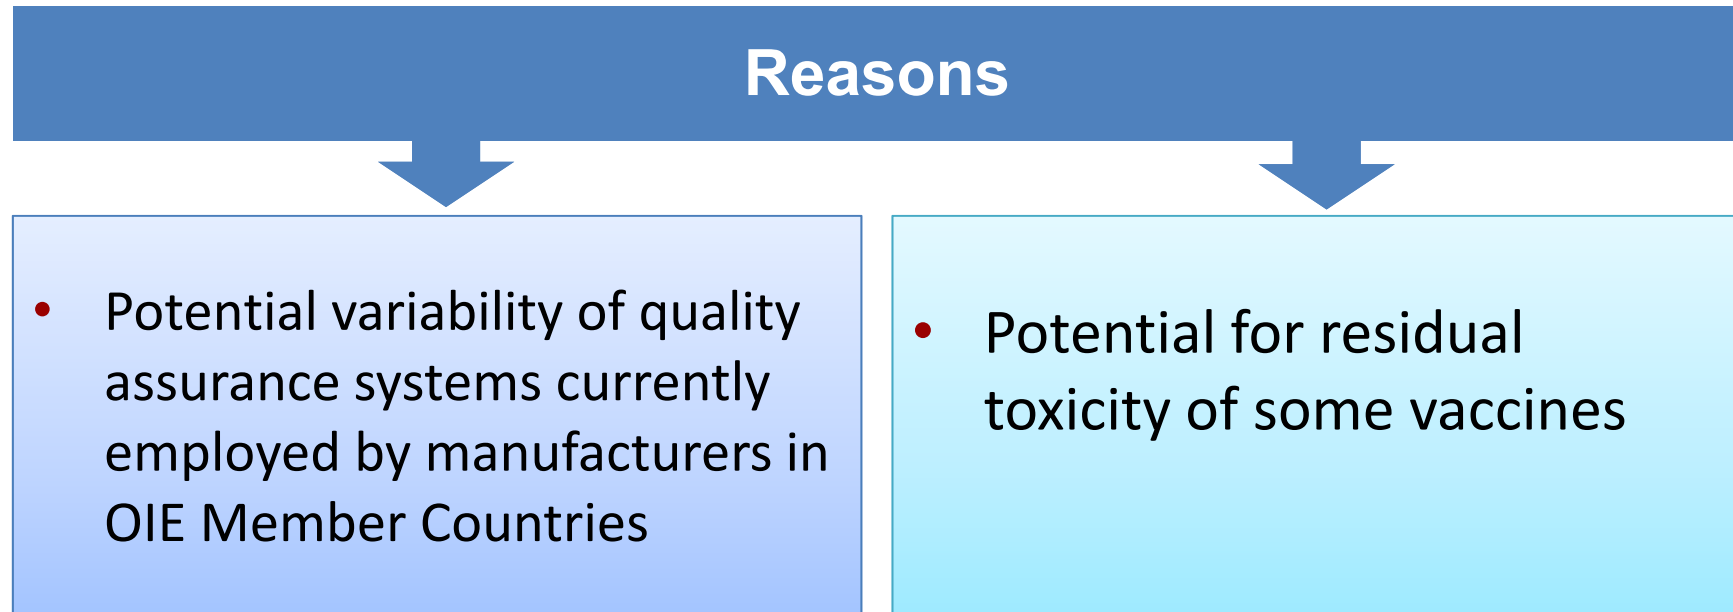 Reasons
• Potential variability of quality
assurance systems currently
employed by manufacturers in
OIE Member Countries
• Potential for residual
toxicity of some vaccines